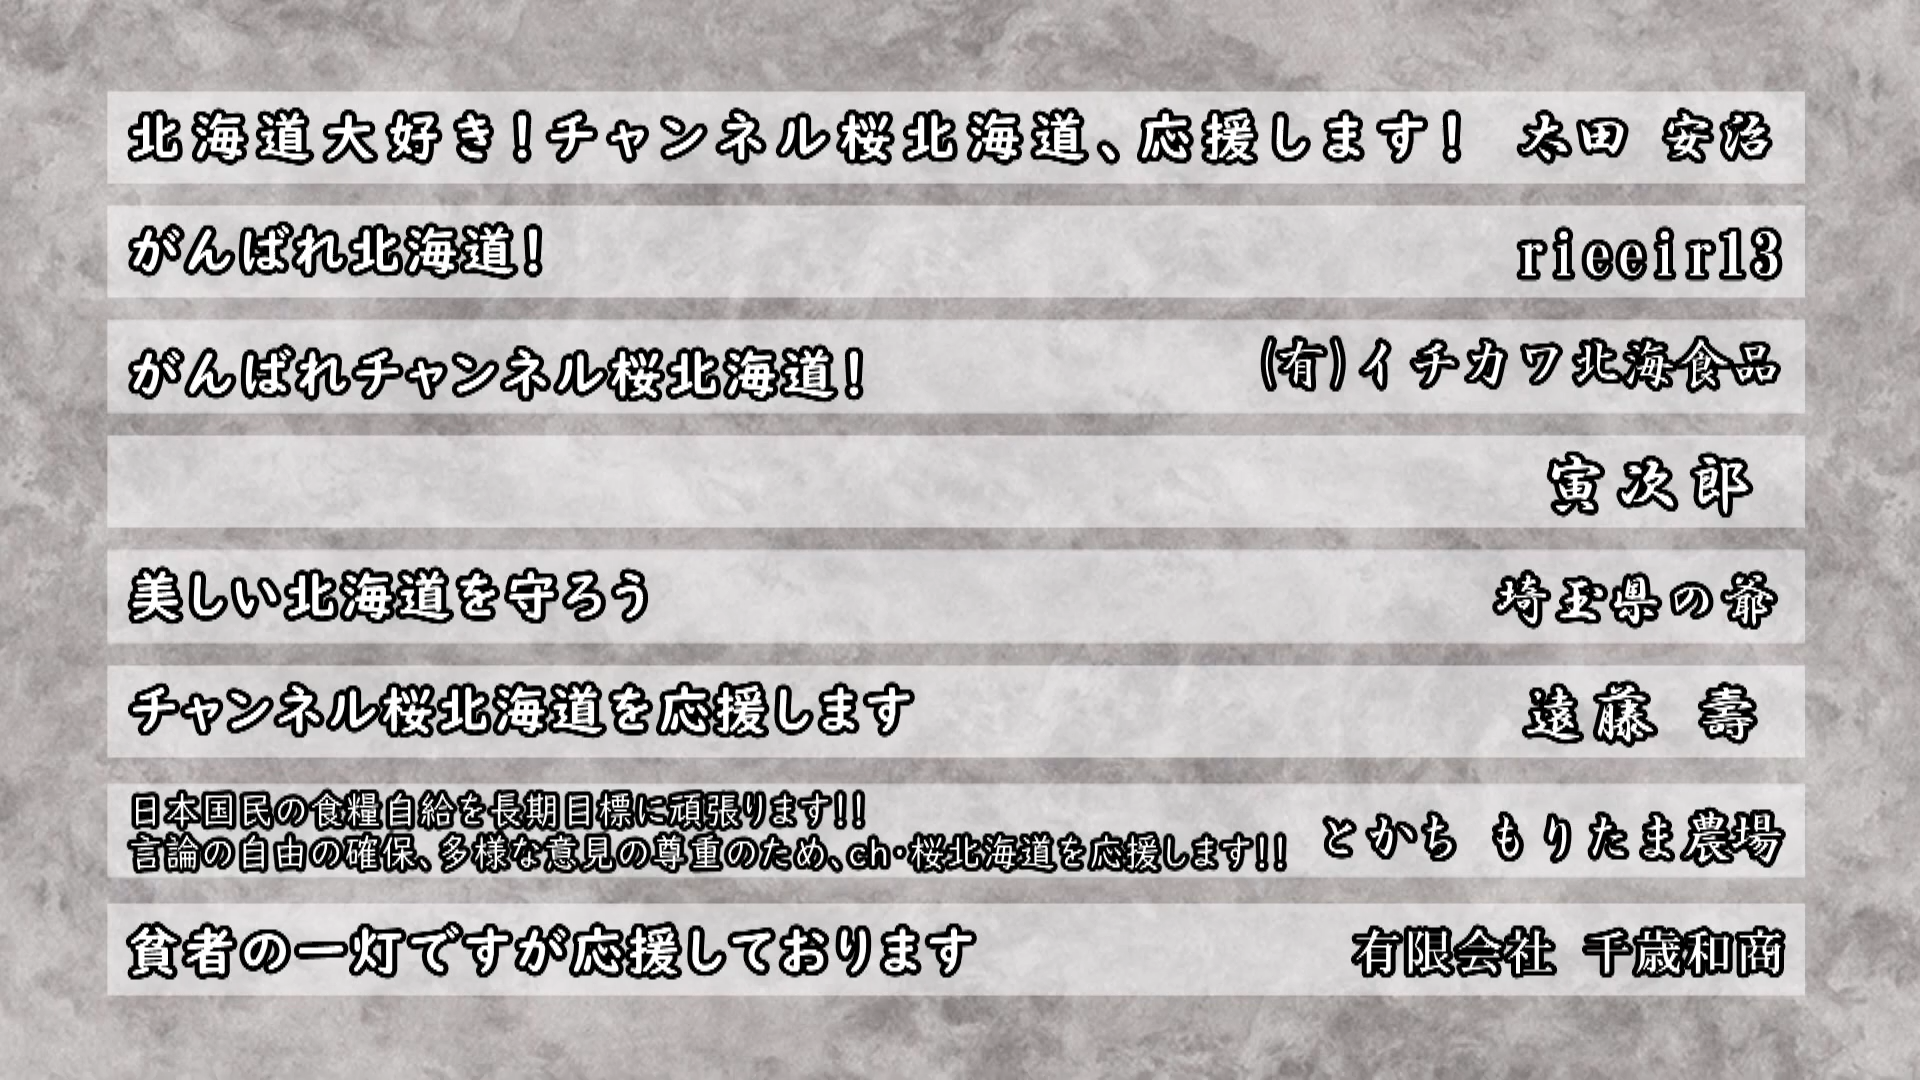 北海道大好き！チャンネル桜北海道、応援します！ 太田 安治
がんばれ北海道！ rieeir13
がんばれチャンネル桜北海道！ (有)イチカワ北海食品
寅次郎
美しい北海道を守ろう 埼玉県の爺
チャンネル桜北海道を応援します 遠藤 壽
日本国民の食糧自給を長期目標に頑張ります!!
言論の自由の確保、多様な意見の尊重のため、ch・桜北海道を応援します!! とかち もりたま農場
貧者の一灯ですが応援しております 有限会社 千歳和商